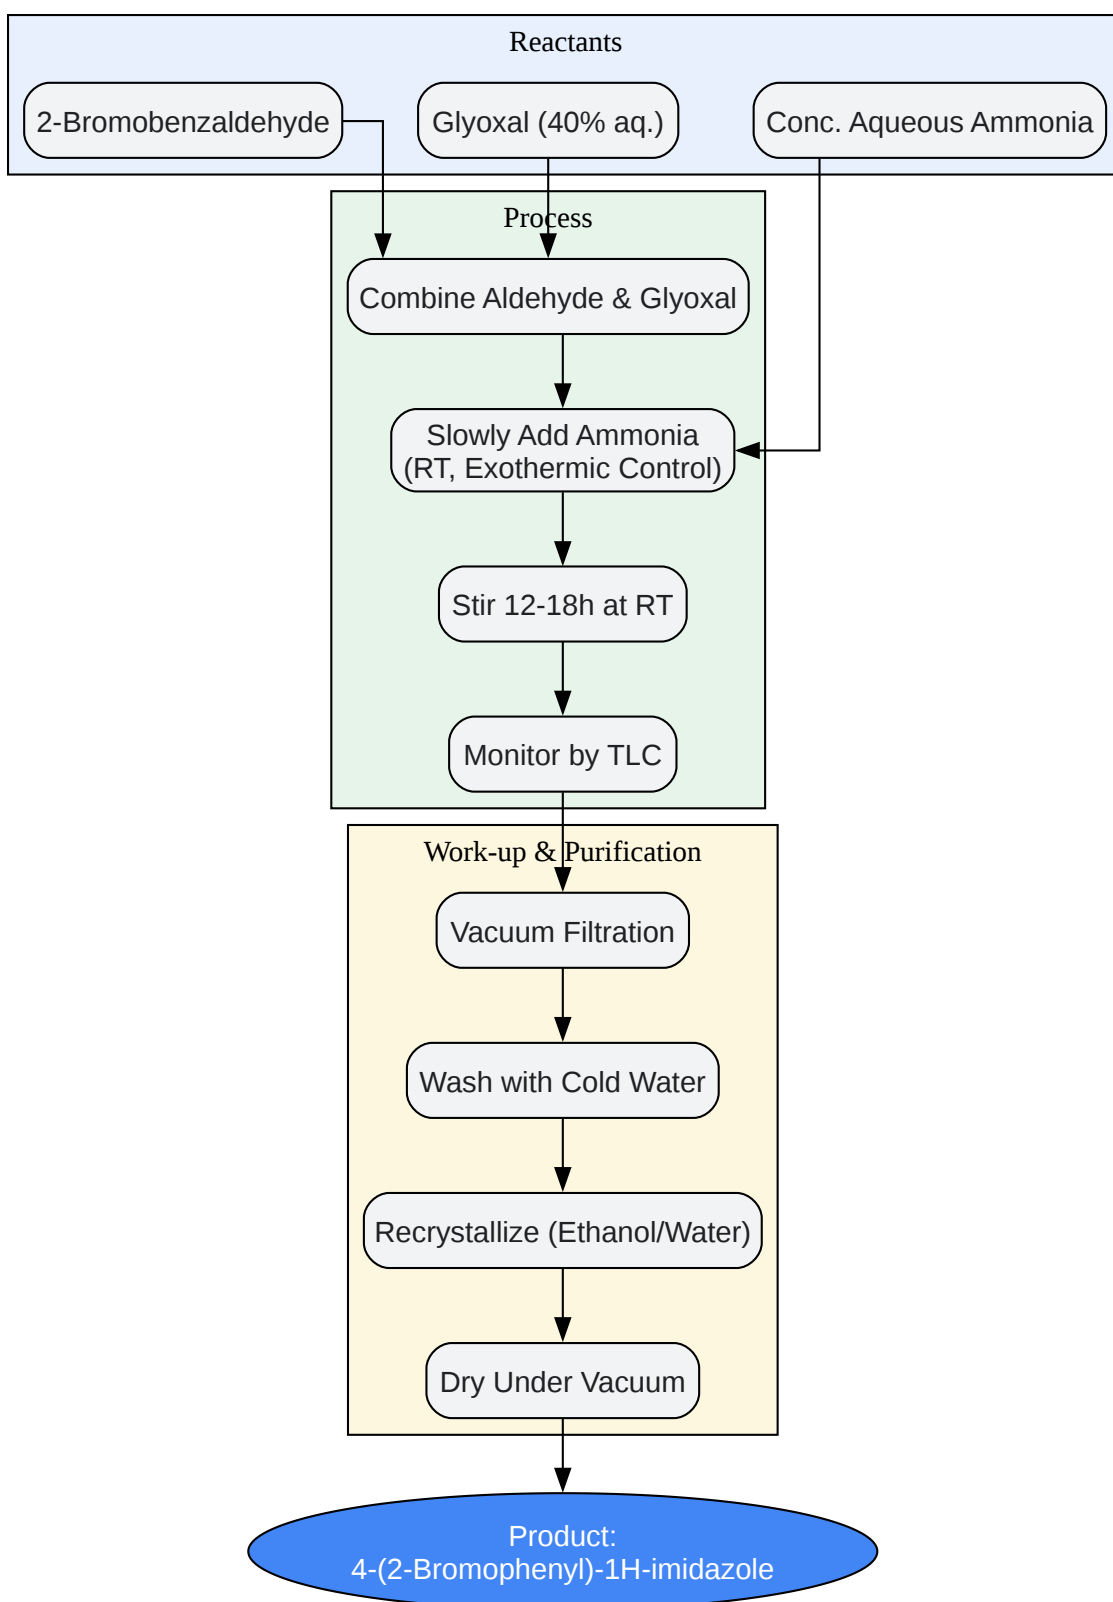 Reactants
2-Bromobenzaldehyde
Glyoxal (40% aq.)
Conc. Aqueous Ammonia
Process
Combine Aldehyde & Glyoxal
Slowly Add Ammonia
(RT, Exothermic Control)
Stir 12-18h at RT
Monitor by TLC
Work-up & Purification
Vacuum Filtration
Wash with Cold Water
Recrystallize (Ethanol/Water)
Dry Under Vacuum
Product:
4-(2-Bromophenyl)-1H-imidazole